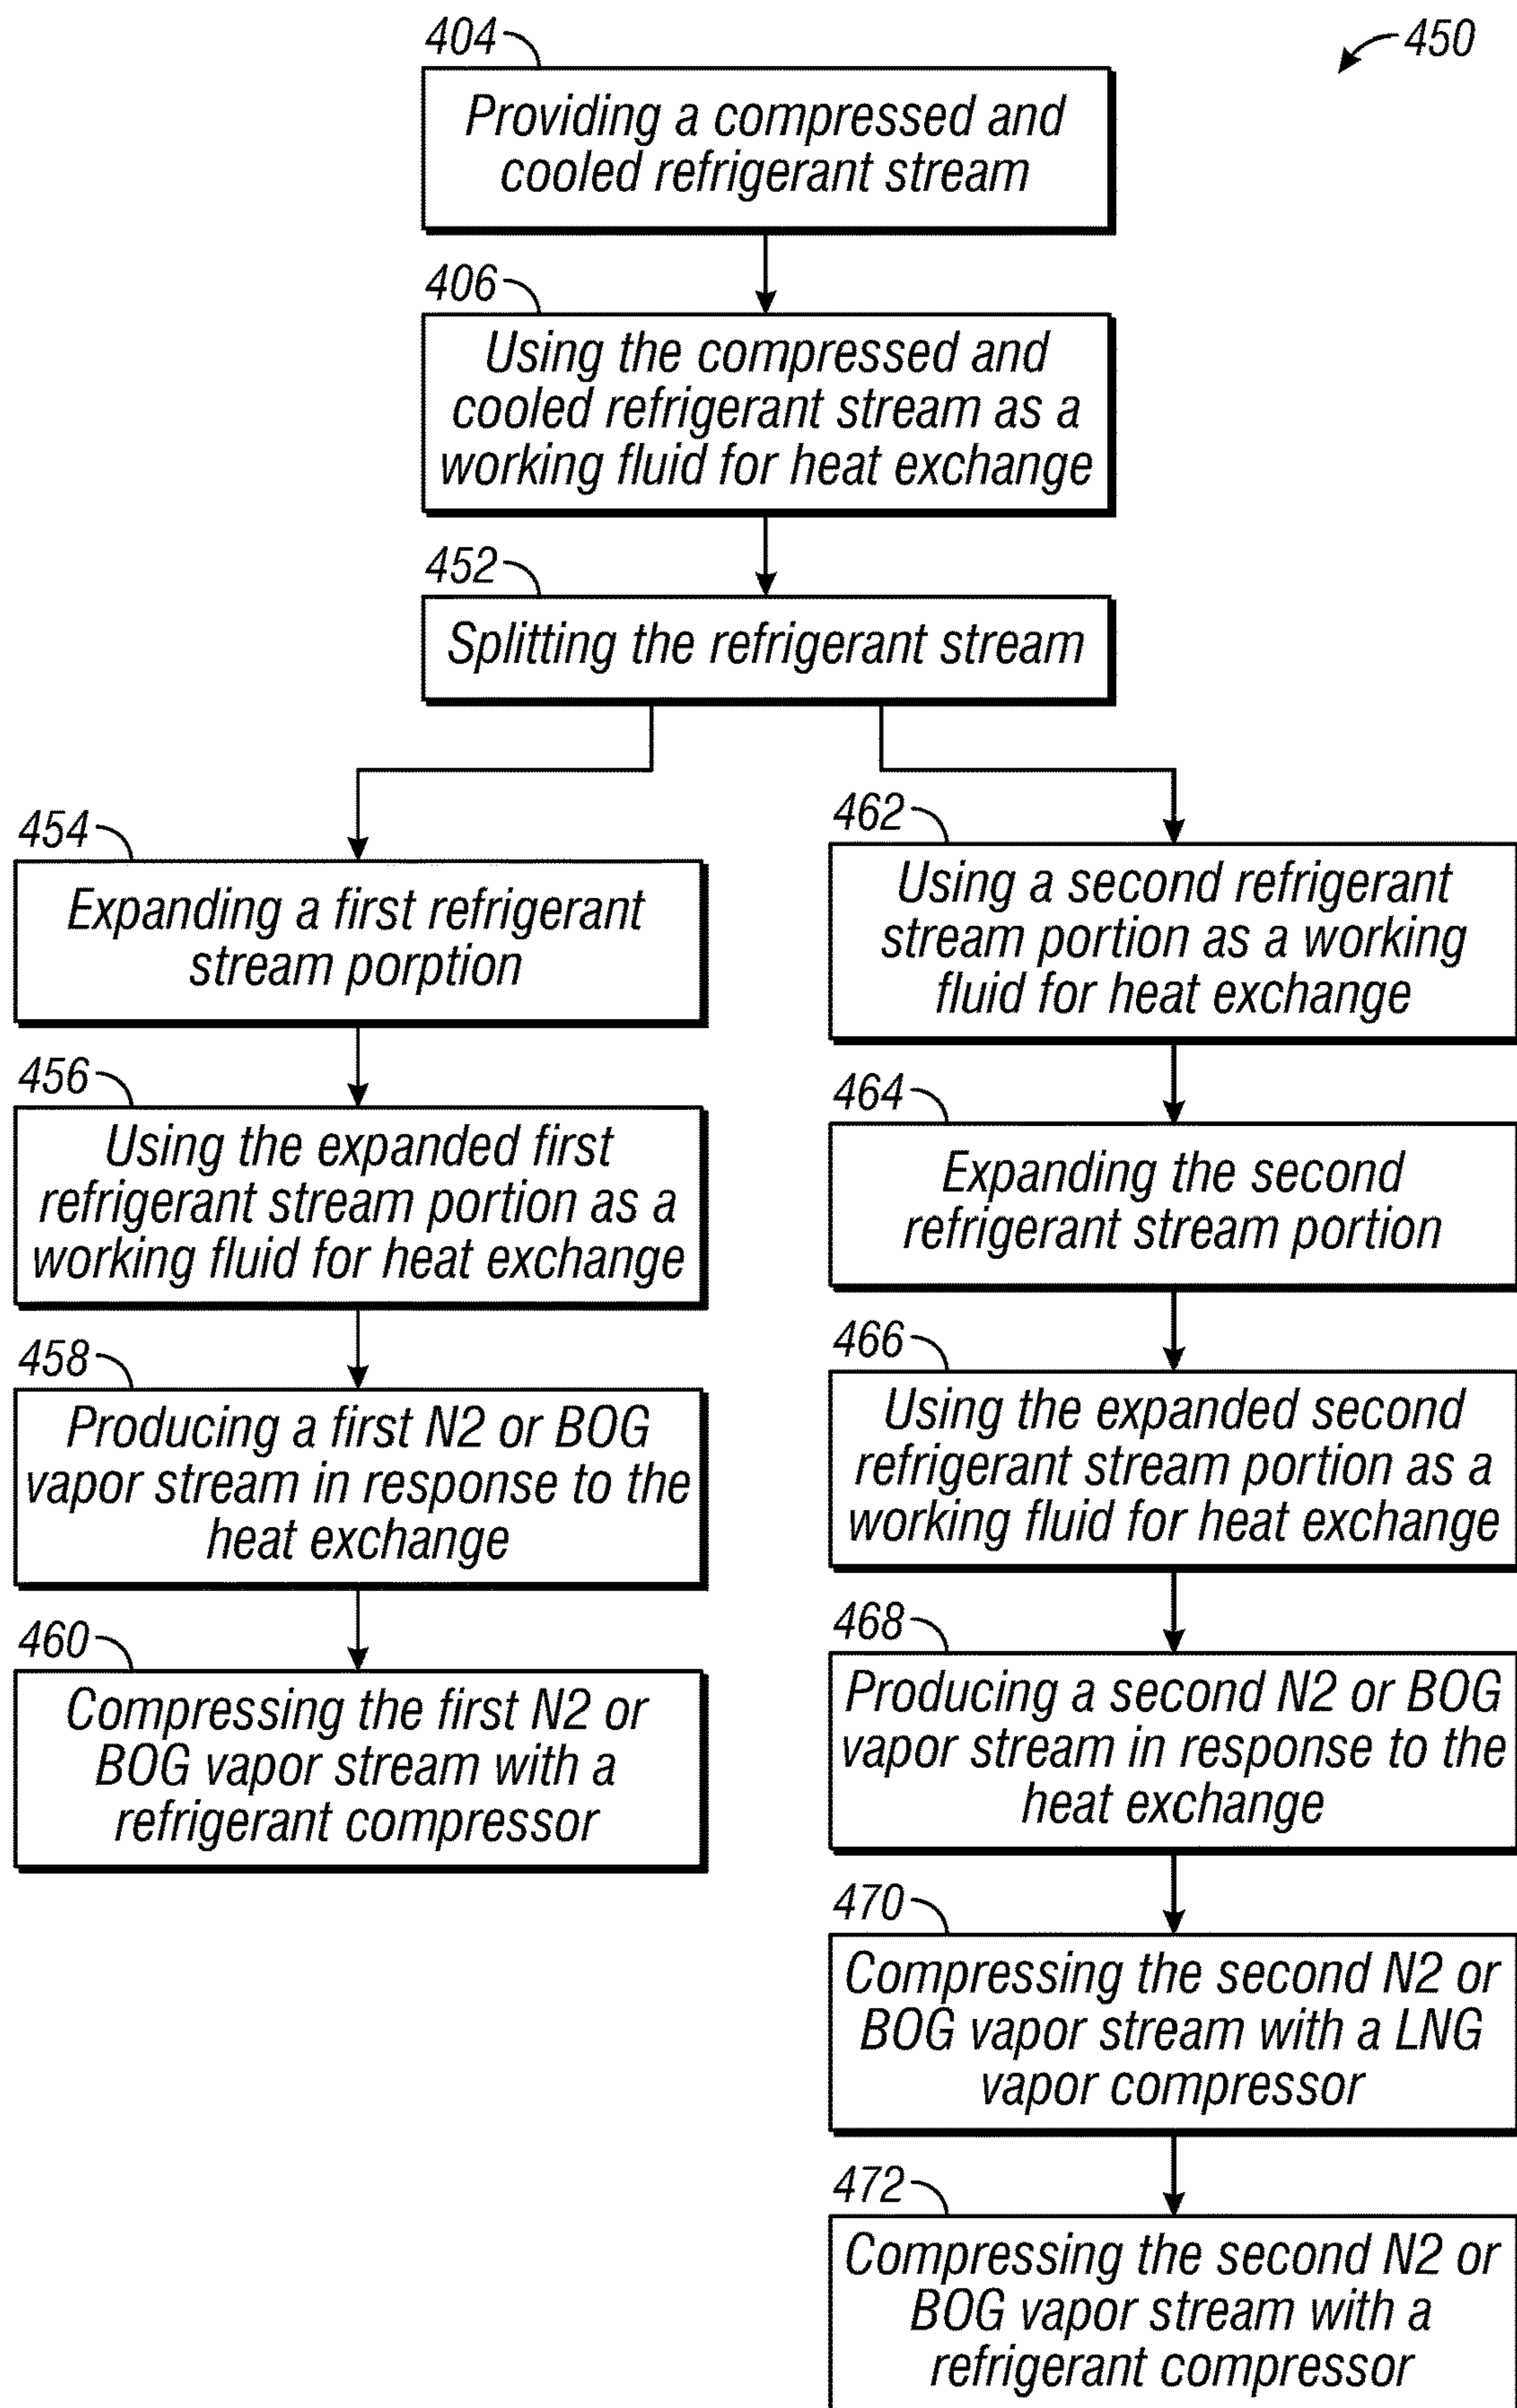 450
404
Providing a compressed and
cooled refrigerant stream
406
Using the compressed and
cooled refrigerant stream as a
working fluid for heat exchange
452
Splitting the refrigerant stream
454
Expanding a first refrigerant
stream porption
456
Using the expanded first
refrigerant stream portion as a
working fluid for heat exchange
458
Producing a first N2 or BOG
vapor stream in response to the
heat exchange
460
Compressing the first N2 or
BOG vapor stream with a
refrigerant compressor
462
Using a second refrigerant
stream portion as a working
fluid for heat exchange
464
Expanding the second
refrigerant stream portion
466
Using the expanded second
refrigerant stream portion as a
working fluid for heat exchange
468
Producing a second N2 or BOG
vapor stream in response to the
heat exchange
470
Compressing the second N2 or
BOG vapor stream with a LNG
vapor compressor
472
Compressing the second N2 or
BOG vapor stream with a
refrigerant compressor